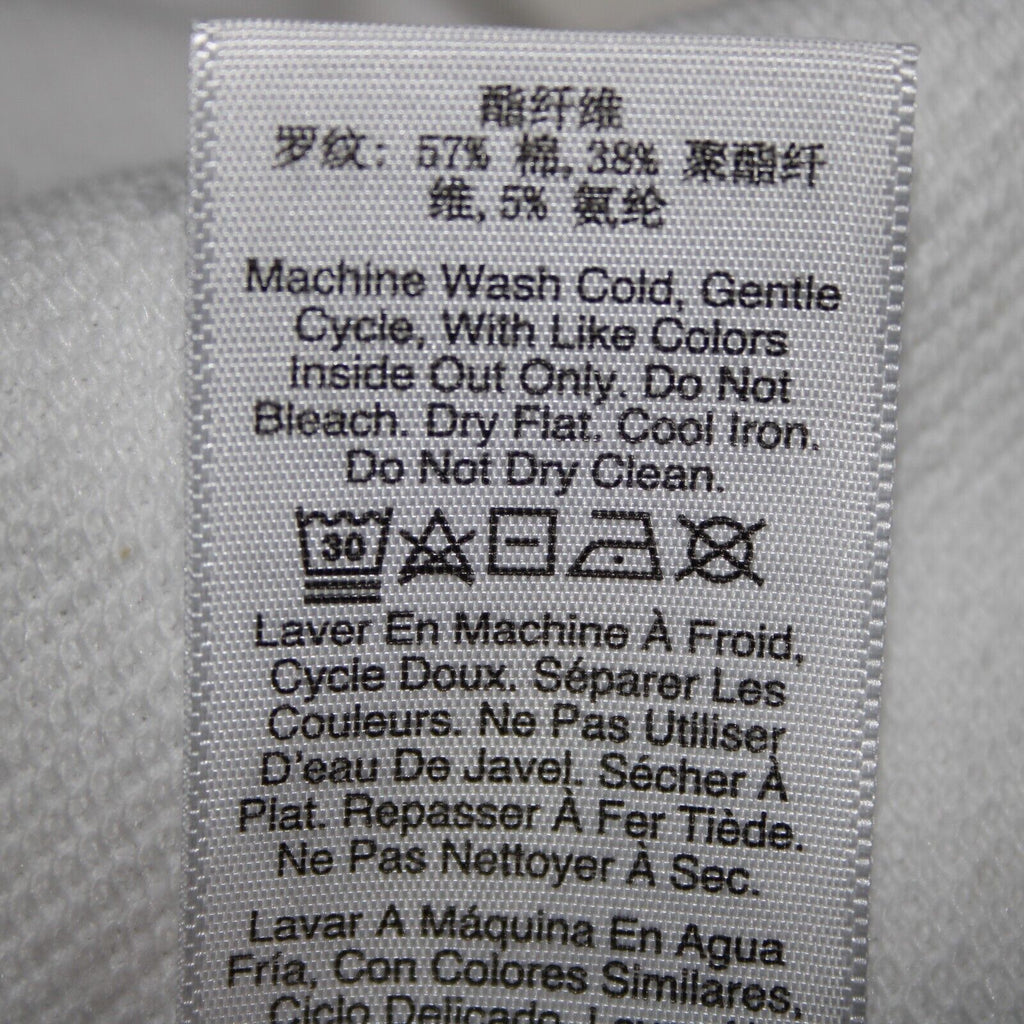 酯纤维
罗纹: 57% 棉, 38% 聚酯纤
维, 5% 氨纶
Machine Wash Cold, Gentle
Cycle, With Like Colors
Inside Out Only. Do Not
Bleach. Dry Flat. Cool Iron.
Do Not Dry Clean.
30
Laver En Machine À Froid,
Cycle Doux. Séparer Les
Couleurs. Ne Pas Utiliser
D'eau De Javel. Sécher À
Plat. Repasser À Fer Tiède.
Ne Pas Nettoyer À Sec.
Lavar A Máquina En Agua
Fría, Con Colores Similares,
Ciclo Delicado.